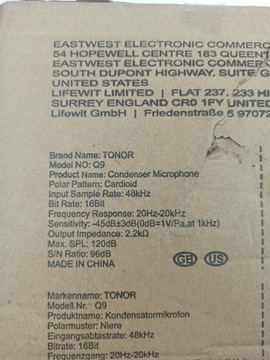 EASTWEST ELECTRONIC COMMERC
54 HOPEWELL CENTRE 183 QUEEN'
EASTWEST ELECTRONIC COMMERC
SOUTH DUPONT HIGHWAY, SUITE
UNITED STATES
LIFEWIT LIMITED | FLAT 237, 233 HI
SURREY ENGLAND CR0 1FY UNITED
Lifewit GmbH | Friedenstraße 5 97072
Brand Name: TONOR
Model NO: Q9
Product Name: Condenser Microphone
Polar Pattern: Cardioid
Input Sample Rate: 48kHz
Bit Rate: 16Bit
Frequency Response: 20Hz-20kHz
Sensitivity: -45dB±3dB(0dB=1V/Pa,at 1kHz)
Output Impedance: 2.2kΩ
Max. SPL: 120dB
S/N Ratio: 96dB
MADE IN CHINA
GB US
Markenname: TONOR
Modell Nr.: Q9
Produktname: Kondensatormikrofon
Polarmuster: Niere
Eingangsabtastrate: 48kHz
Bitrate: 16Bit
Frequenzgang: 20Hz-20kHz